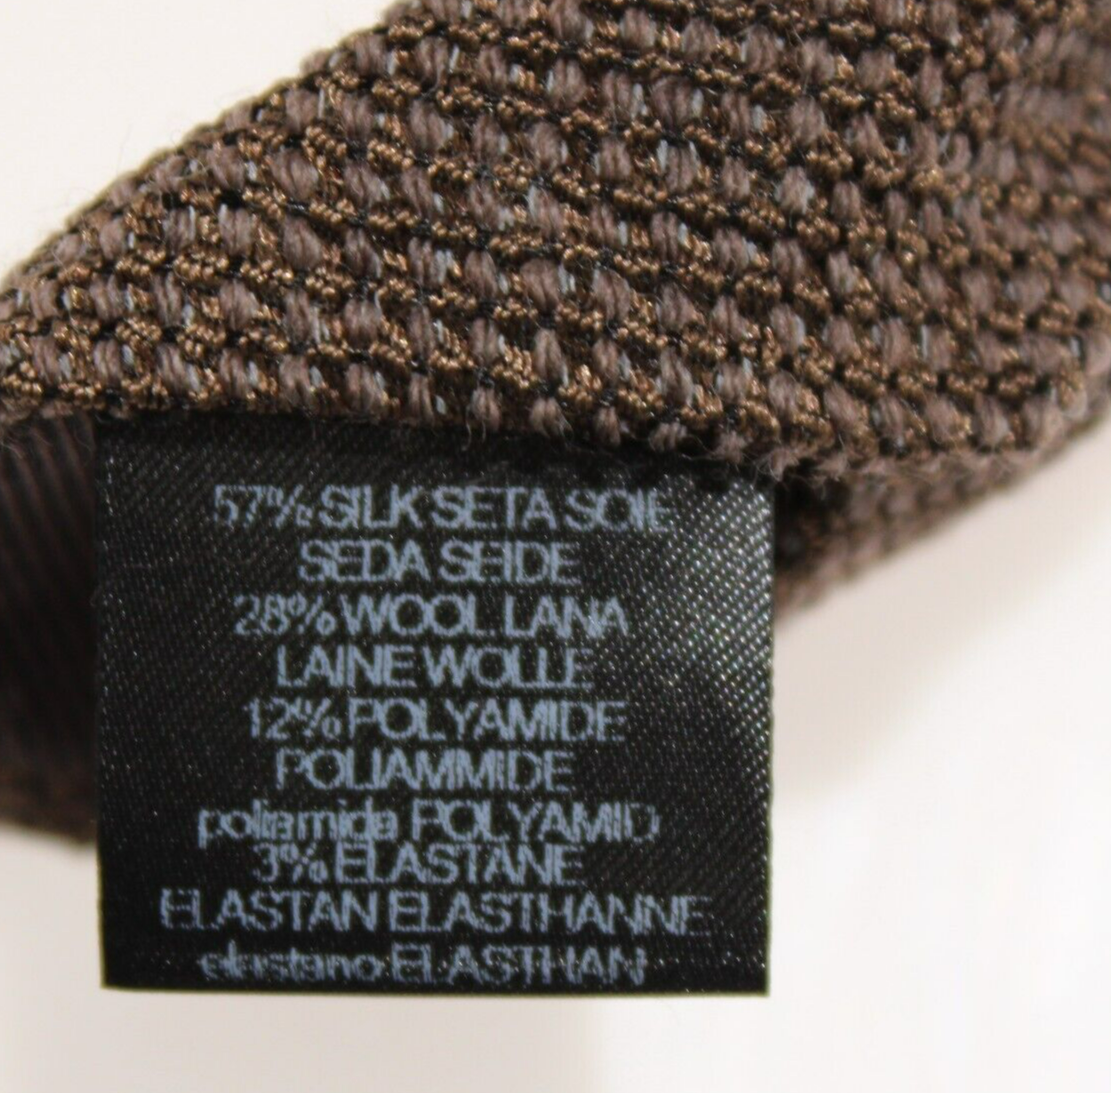 57% SILK SETA SOIE
SEDA SEIDE
28% WOOL LANA
LAINE WOLLE
12% POLYAMIDE
POLIAMMIDE
poliamida POLYAMID
3% ELASTANE
ELASTAN ELASTHANNE
elastano ELASTHAN